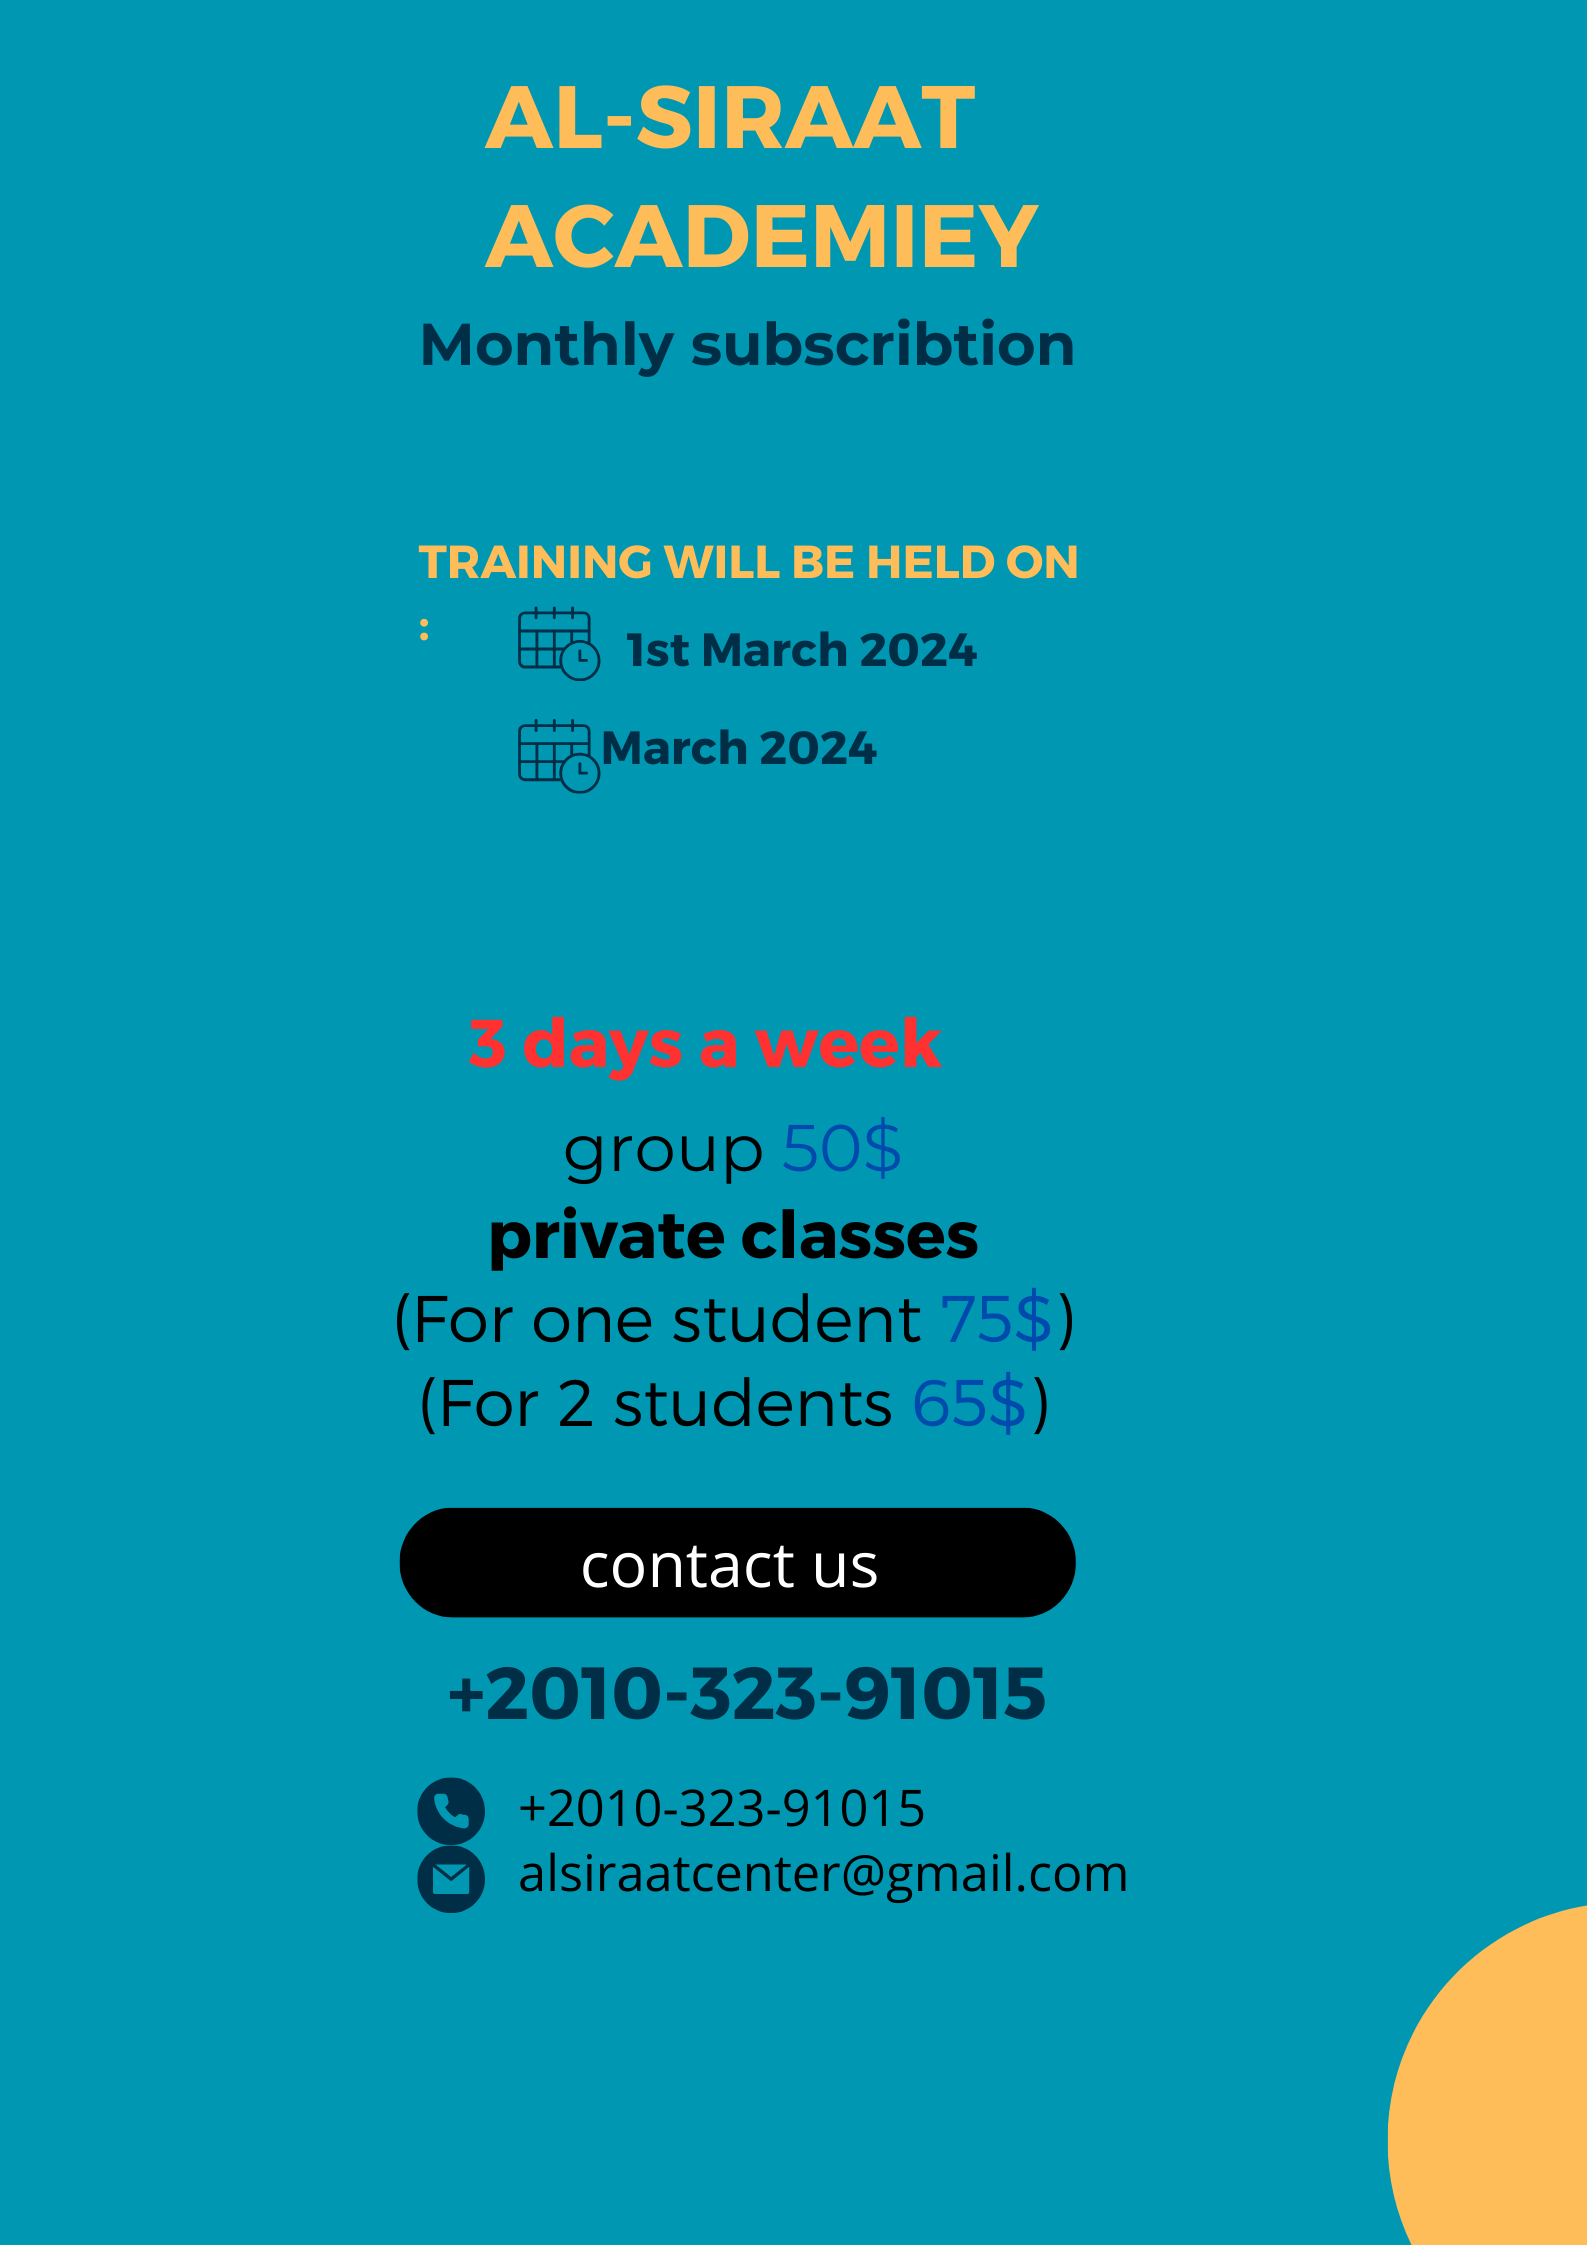 AL-SIRAAT
ACADEMIEY
Monthly subscribtion
TRAINING WILL BE HELD ON
:
1st March 2024
March 2024
3 days a week
group 50$
private classes
(For one student 75$)
(For 2 students 65$)
contact us
+2010-323-91015
+2010-323-91015
alsiraatcenter@gmail.com